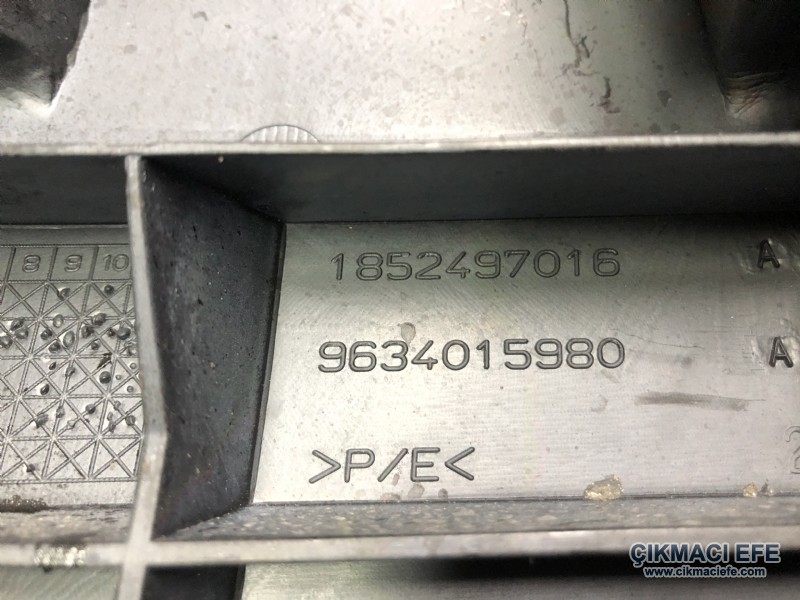 8 9 10
1852497016 A
9634015980 A
>P/E<
ÇIKMACI EFE
www.cikmaciefe.com